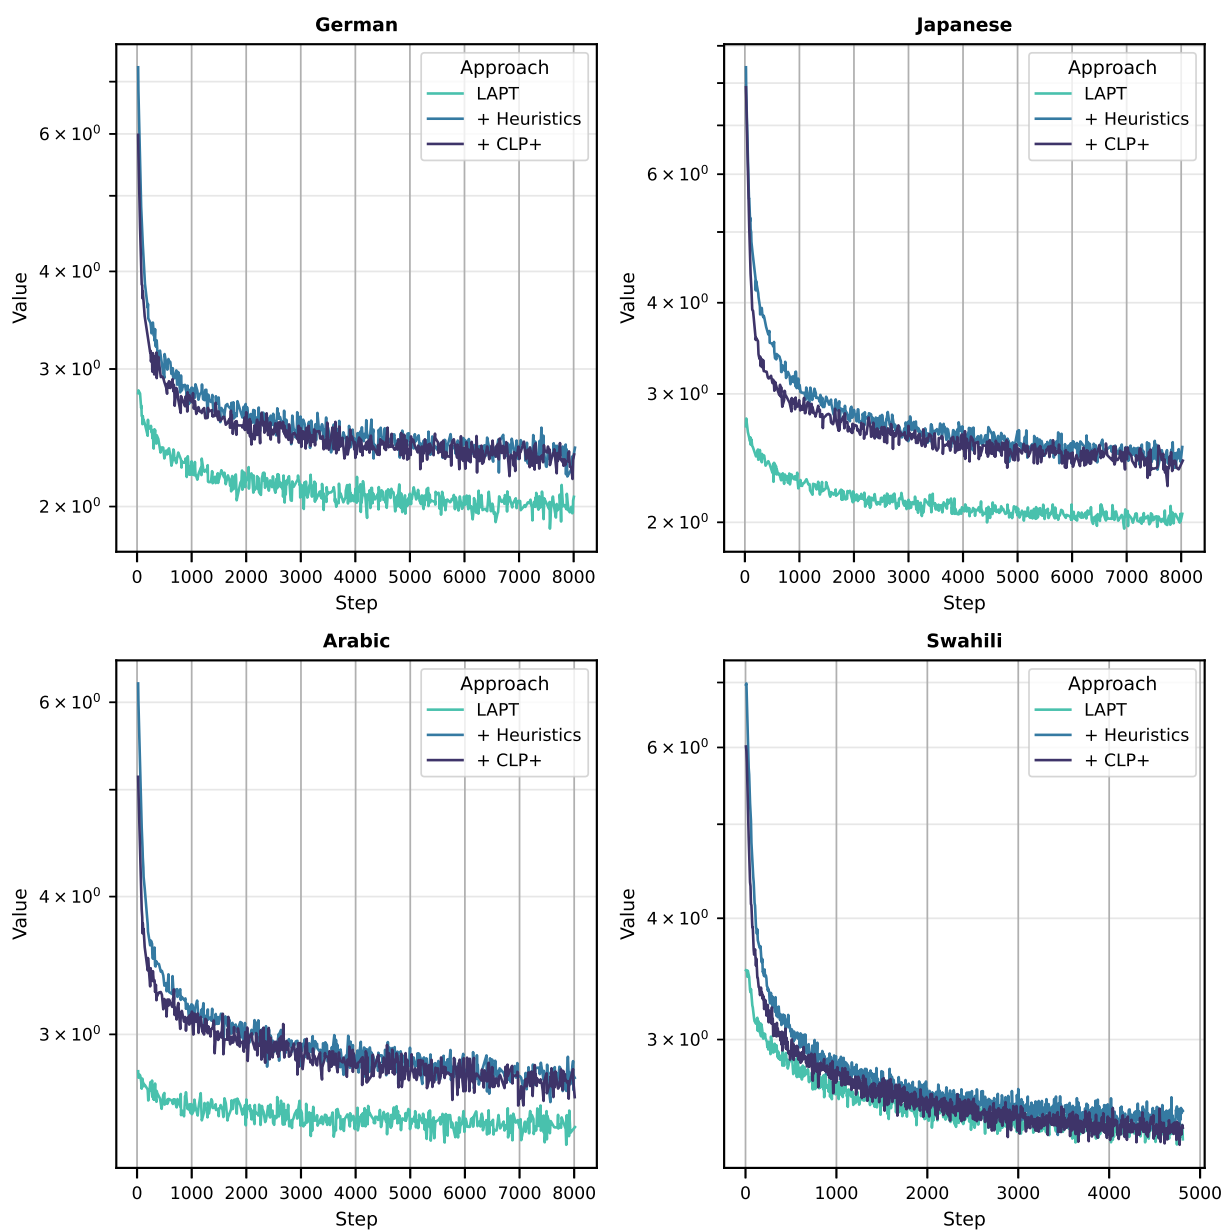 German
Approach
LAPT
+ Heuristics
+ CLP+
6 × 10⁰
4 × 10⁰
3 × 10⁰
2 × 10⁰
Value
0 1000 2000 3000 4000 5000 6000 7000 8000
Step
Japanese
Approach
LAPT
+ Heuristics
+ CLP+
6 × 10⁰
4 × 10⁰
3 × 10⁰
2 × 10⁰
Value
0 1000 2000 3000 4000 5000 6000 7000 8000
Step
Arabic
Approach
LAPT
+ Heuristics
+ CLP+
6 × 10⁰
4 × 10⁰
3 × 10⁰
Value
0 1000 2000 3000 4000 5000 6000 7000 8000
Step
Swahili
Approach
LAPT
+ Heuristics
+ CLP+
6 × 10⁰
4 × 10⁰
3 × 10⁰
Value
0 1000 2000 3000 4000 5000
Step